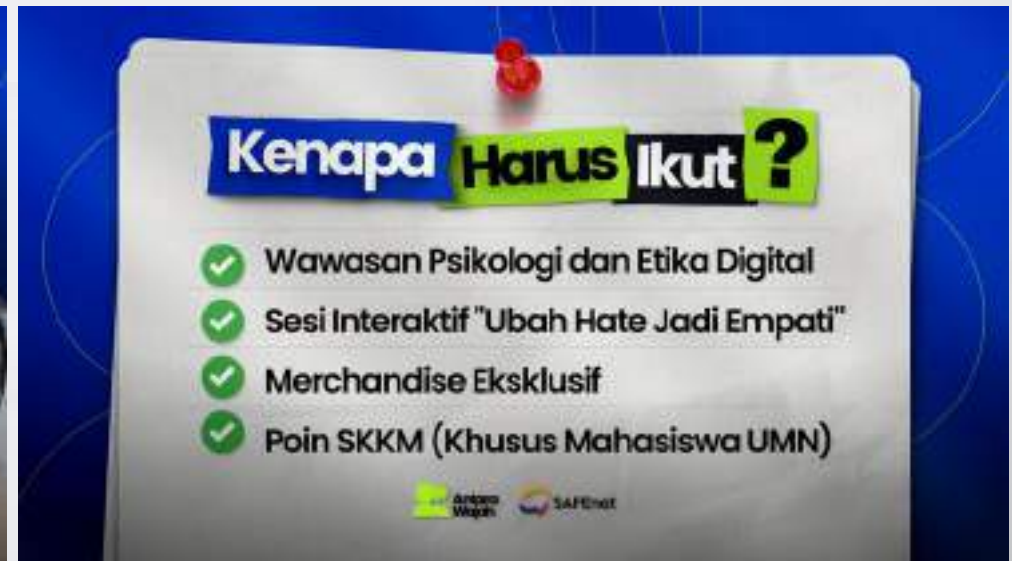 Kenapa Harus Ikut ?
Wawasan Psikologi dan Etika Digital
Sesi Interaktif "Ubah Hate Jadi Empati"
Merchandise Eksklusif
Poin SKKM (Khusus Mahasiswa UMN)
Antara
Wajah
SAFEnet